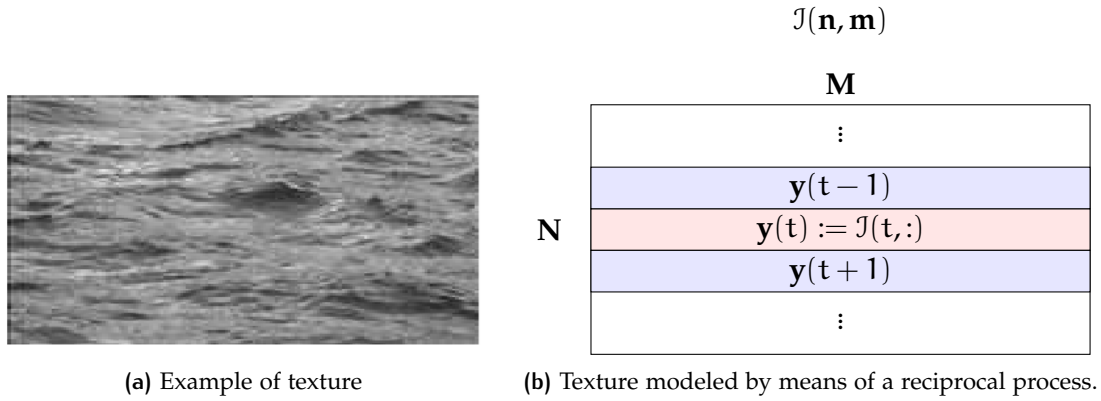 ℐ(n, m)
M
⋮
y(t − 1)
N
y(t) := ℐ(t, :)
y(t + 1)
⋮
(a) Example of texture
(b) Texture modeled by means of a reciprocal process.